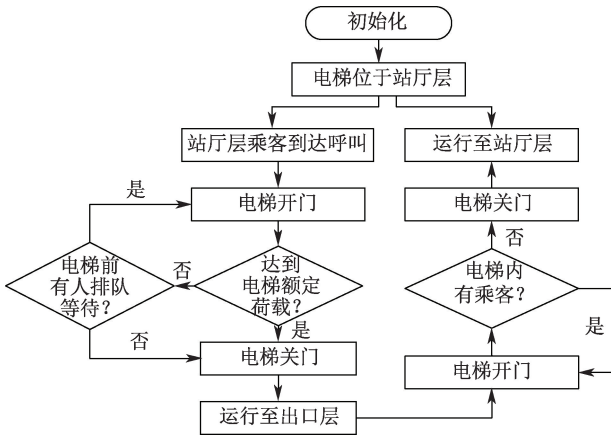 初始化
电梯位于站厅层
站厅层乘客到达呼叫
运行至站厅层
是
电梯开门
电梯关门
否
电梯前
有人排队
等待?
否
达到
电梯额定
荷载?
电梯内
有乘客?
是
否
是
电梯关门
电梯开门
运行至出口层